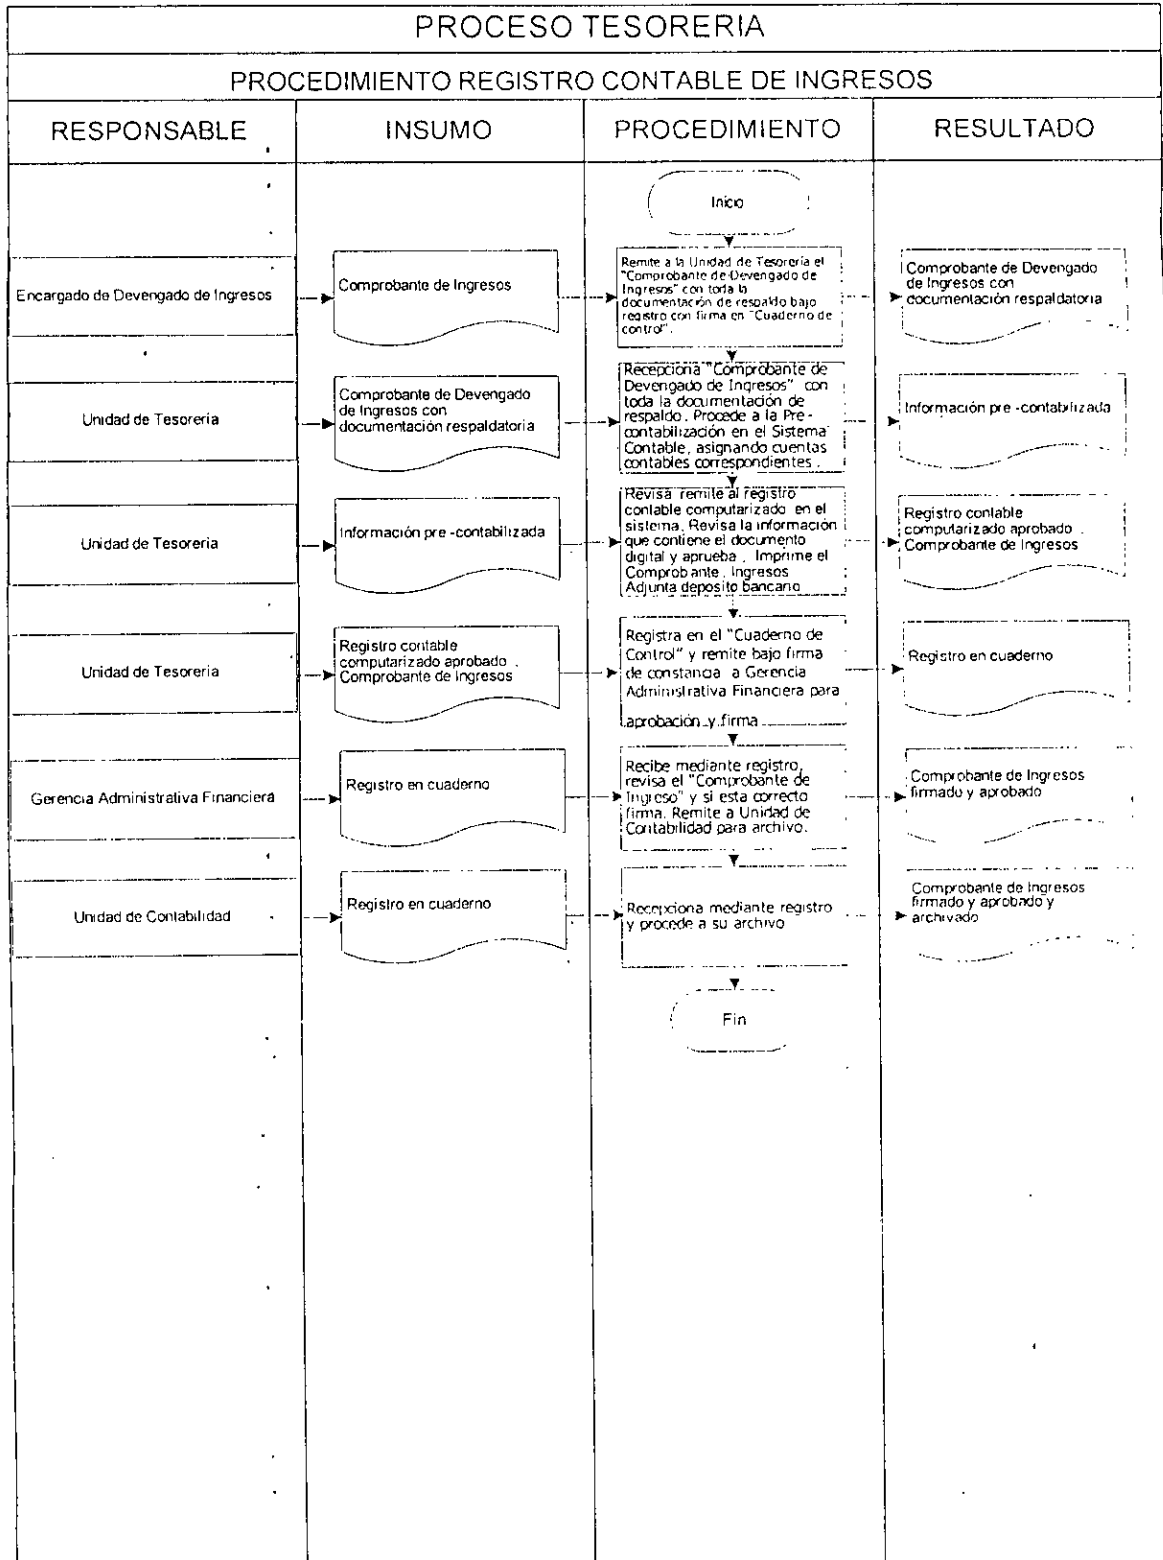 PROCESO TESORERIA
PROCEDIMIENTO REGISTRO CONTABLE DE INGRESOS
RESPONSABLE
INSUMO
PROCEDIMIENTO
RESULTADO
Inicio
Encargado de Devengado de Ingresos
Comprobante de Ingresos
Remite a la Unidad de Tesorería el
"Comprobante de Devengado de
Ingresos" con toda la
documentación de respaldo bajo
registro con firma en "Cuaderno de
control".
Comprobante de Devengado
de Ingresos con
documentación respaldatoria
Unidad de Tesoreria
Comprobante de Devengado
de Ingresos con
documentación respaldatoria
Recepciona "Comprobante de
Devengado de Ingresos" con
toda la documentación de
respaldo. Procede a la Pre-
contabilización en el Sistema
Contable, asignando cuentas
contables correspondientes.
Información pre-contabilizada
Unidad de Tesoreria
Información pre-contabilizada
Revisa remite al registro
contable computarizado en el
sistema. Revisa la información
que contiene el documento
digital y aprueba. Imprime el
Comprobante. Ingresos
Adjunta deposito bancario
Registro contable
computarizado aprobado.
Comprobante de Ingresos
Unidad de Tesoreria
Registro contable
computarizado aprobado.
Comprobante de Ingresos
Registra en el "Cuaderno de
Control" y remite bajo firma
de constancia a Gerencia
Administrativa Financiera para
aprobación y firma
Registro en cuaderno
Gerencia Administrativa Financiera
Registro en cuaderno
Recibe mediante registro,
revisa el "Comprobante de
Ingreso" y si esta correcto
firma. Remite a Unidad de
Contabilidad para archivo.
Comprobante de Ingresos
firmado y aprobado
Unidad de Contabilidad
Registro en cuaderno
Recepciona mediante registro
y procede a su archivo
Comprobante de Ingresos
firmado y aprobado y
archivado
Fin